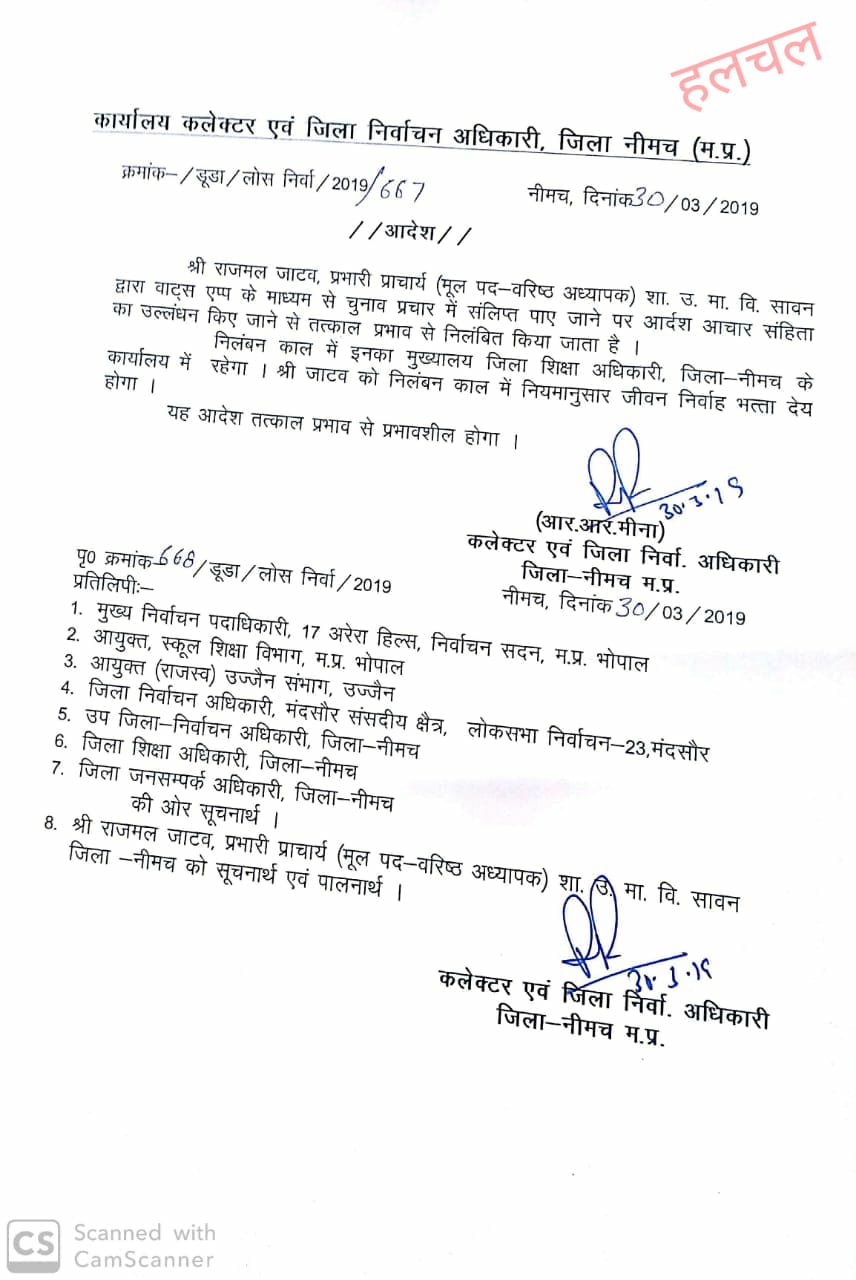 हलचल
कार्यालय कलेक्टर एवं जिला निर्वाचन अधिकारी, जिला नीमच (म.प्र.)
क्रमांक-/डूडा/लोस निर्वा/2019/667 नीमच, दिनांक30/03/2019
//आदेश//
श्री राजमल जाटव, प्रभारी प्राचार्य (मूल पद–वरिष्ठ अध्यापक) शा. उ. मा. वि. सावन
द्वारा वाट्स एप्प के माध्यम से चुनाव प्रचार में संलिप्त पाए जाने पर आर्दश आचार संहिता
का उल्लंधन किए जाने से तत्काल प्रभाव से निलंबित किया जाता है ।
निलंबन काल में इनका मुख्यालय जिला शिक्षा अधिकारी, जिला–नीमच के
कार्यालय में रहेगा । श्री जाटव को निलंबन काल में नियमानुसार जीवन निर्वाह भत्ता देय
होगा ।
यह आदेश तत्काल प्रभाव से प्रभावशील होगा ।
30.3.19
(आर.आर.मीना)
कलेक्टर एवं जिला निर्वा. अधिकारी
जिला–नीमच म.प्र.
पृ0 क्रमांक-668/डूडा/लोस निर्वा/2019 नीमच, दिनांक 30/03/2019
प्रतिलिपीः–
1. मुख्य निर्वाचन पदाधिकारी, 17 अरेरा हिल्स, निर्वाचन सदन, म.प्र. भोपाल
2. आयुक्त, स्कूल शिक्षा विभाग, म.प्र. भोपाल
3. आयुक्त (राजस्व) उज्जैन संभाग, उज्जैन
4. जिला निर्वाचन अधिकारी, मंदसौर संसदीय क्षैत्र, लोकसभा निर्वाचन–23,मंदसौर
5. उप जिला–निर्वाचन अधिकारी, जिला–नीमच
6. जिला शिक्षा अधिकारी, जिला–नीमच
7. जिला जनसम्पर्क अधिकारी, जिला–नीमच
की ओर सूचनार्थ ।
8. श्री राजमल जाटव, प्रभारी प्राचार्य (मूल पद–वरिष्ठ अध्यापक) शा. उ. मा. वि. सावन
जिला –नीमच को सूचनार्थ एवं पालनार्थ ।
30.3.19
कलेक्टर एवं जिला निर्वा. अधिकारी
जिला–नीमच म.प्र.
CS Scanned with
CamScanner